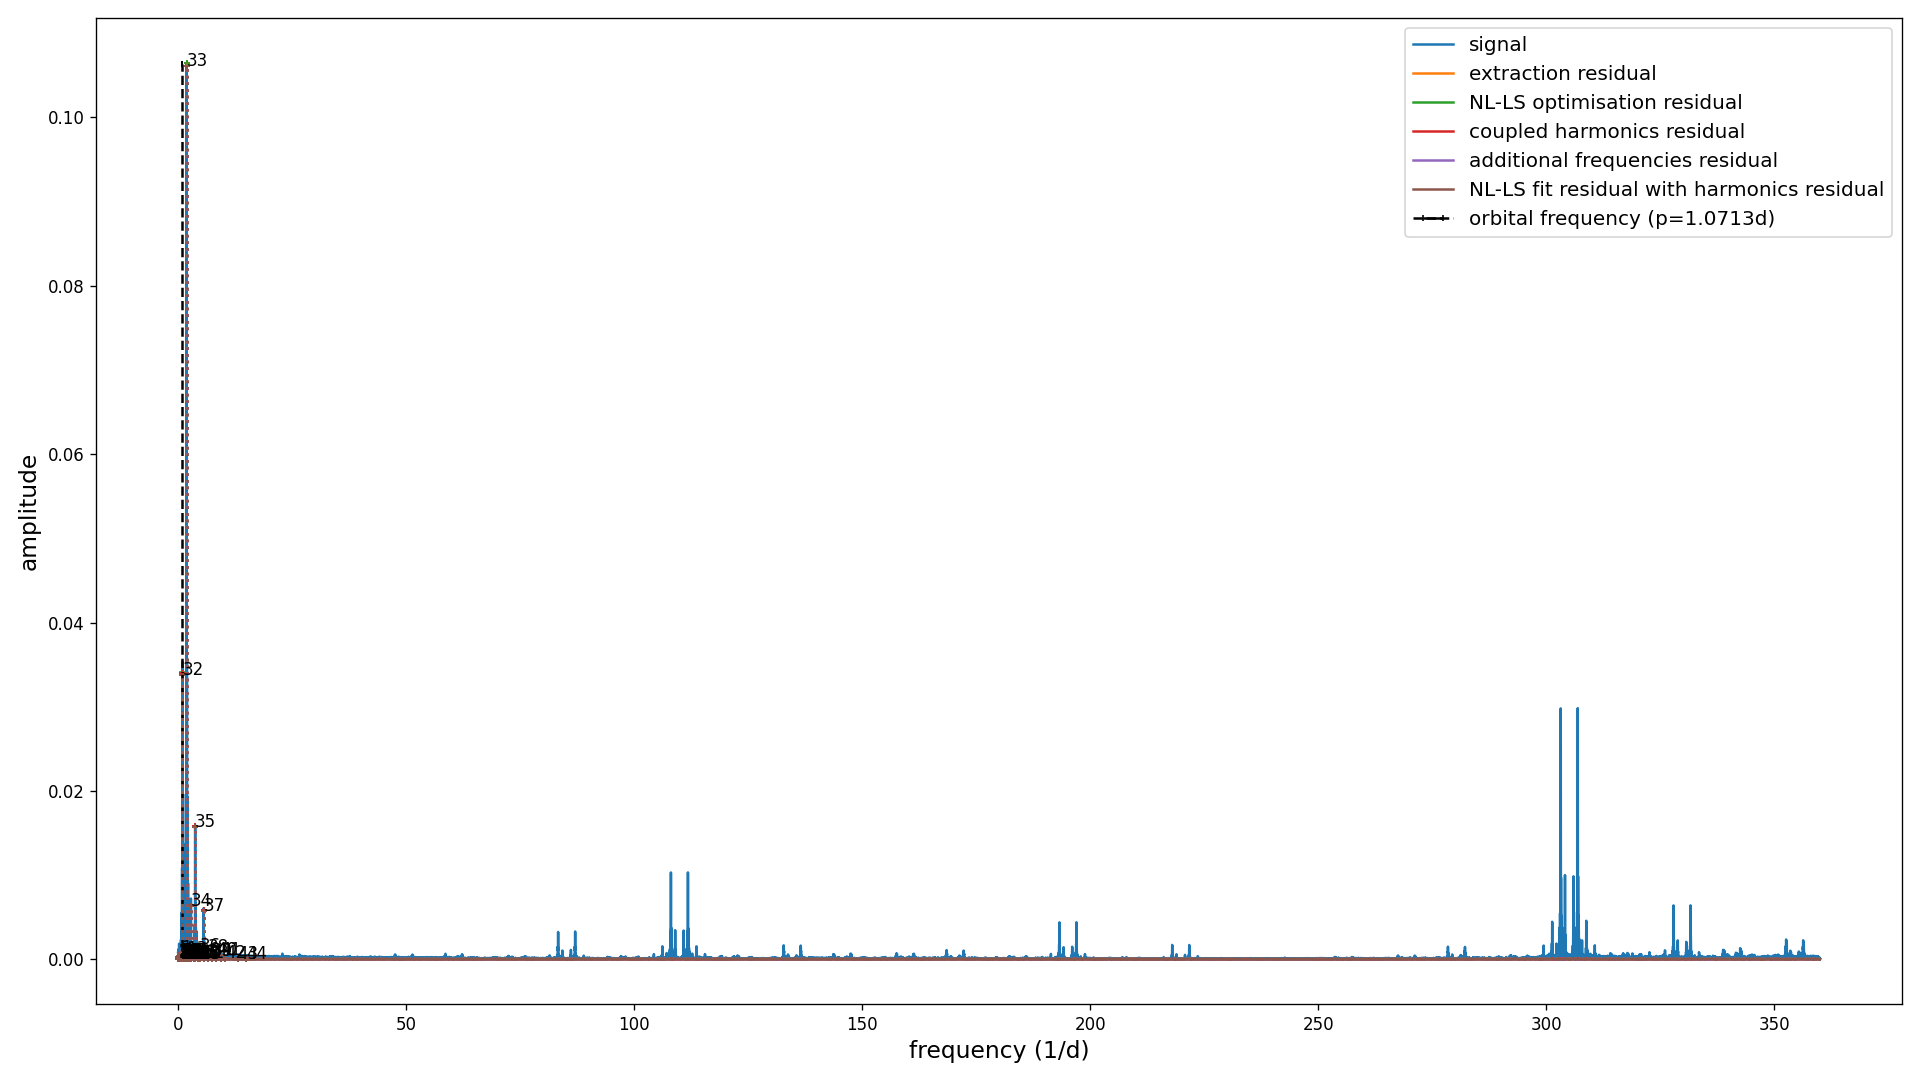 signal
extraction residual
NL-LS optimisation residual
coupled harmonics residual
additional frequencies residual
NL-LS fit residual with harmonics residual
orbital frequency (p=1.0713d)
33
32
35
34
37
0.10
0.08
0.06
0.04
0.02
0.00
amplitude
0
50
100
150
200
250
300
350
frequency (1/d)